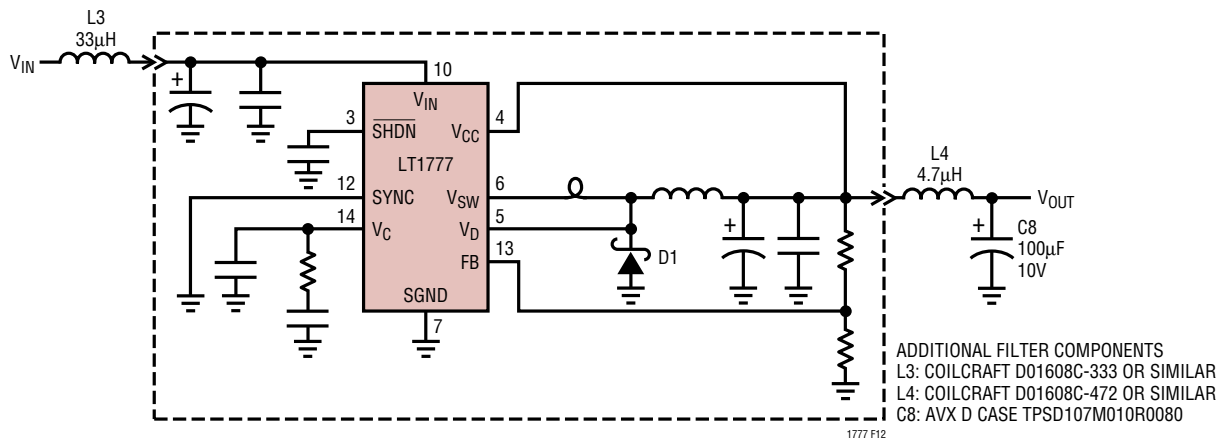 L3
33µH
VIN
10
VIN
3
SHDN
VCC
4
LT1777
12
SYNC
VSW
6
14
VC
VD
5
FB
13
SGND
7
+
+
D1
L4
4.7µH
VOUT
+
C8
100µF
10V
ADDITIONAL FILTER COMPONENTS
L3: COILCRAFT D01608C-333 OR SIMILAR
L4: COILCRAFT D01608C-472 OR SIMILAR
C8: AVX D CASE TPSD107M010R0080
1777 F12